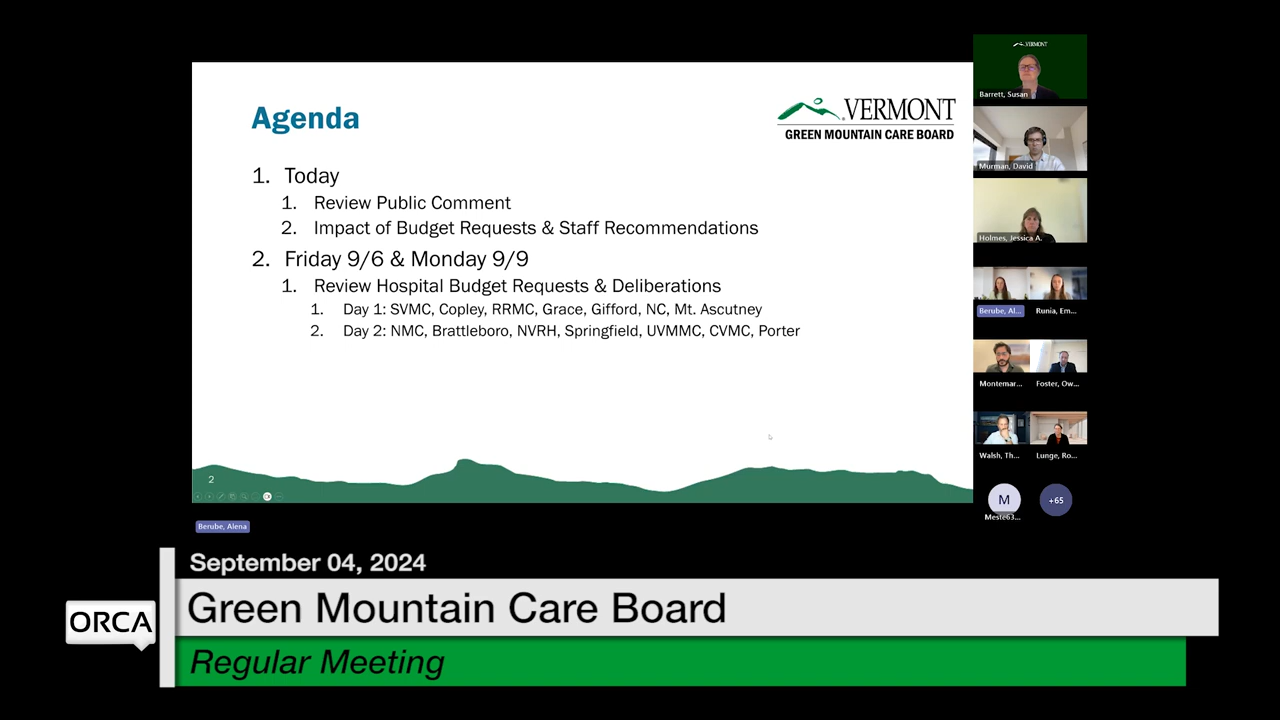 Agenda
VERMONT
GREEN MOUNTAIN CARE BOARD
1. Today
1. Review Public Comment
2. Impact of Budget Requests & Staff Recommendations
2. Friday 9/6 & Monday 9/9
1. Review Hospital Budget Requests & Deliberations
1. Day 1: SVMC, Copley, RRMC, Grace, Gifford, NC, Mt. Ascutney
2. Day 2: NMC, Brattleboro, NVRH, Springfield, UVMMC, CVMC, Porter
2
Berube, Alena
VERMONT
Barrett, Susan
Murman, David
Holmes, Jessica A.
Berube, Al...
Runia, Em...
Montemar...
Foster, Ow...
Walsh, Th...
Lunge, Ro...
M
+65
Meste63...
September 04, 2024
ORCA
Green Mountain Care Board
Regular Meeting